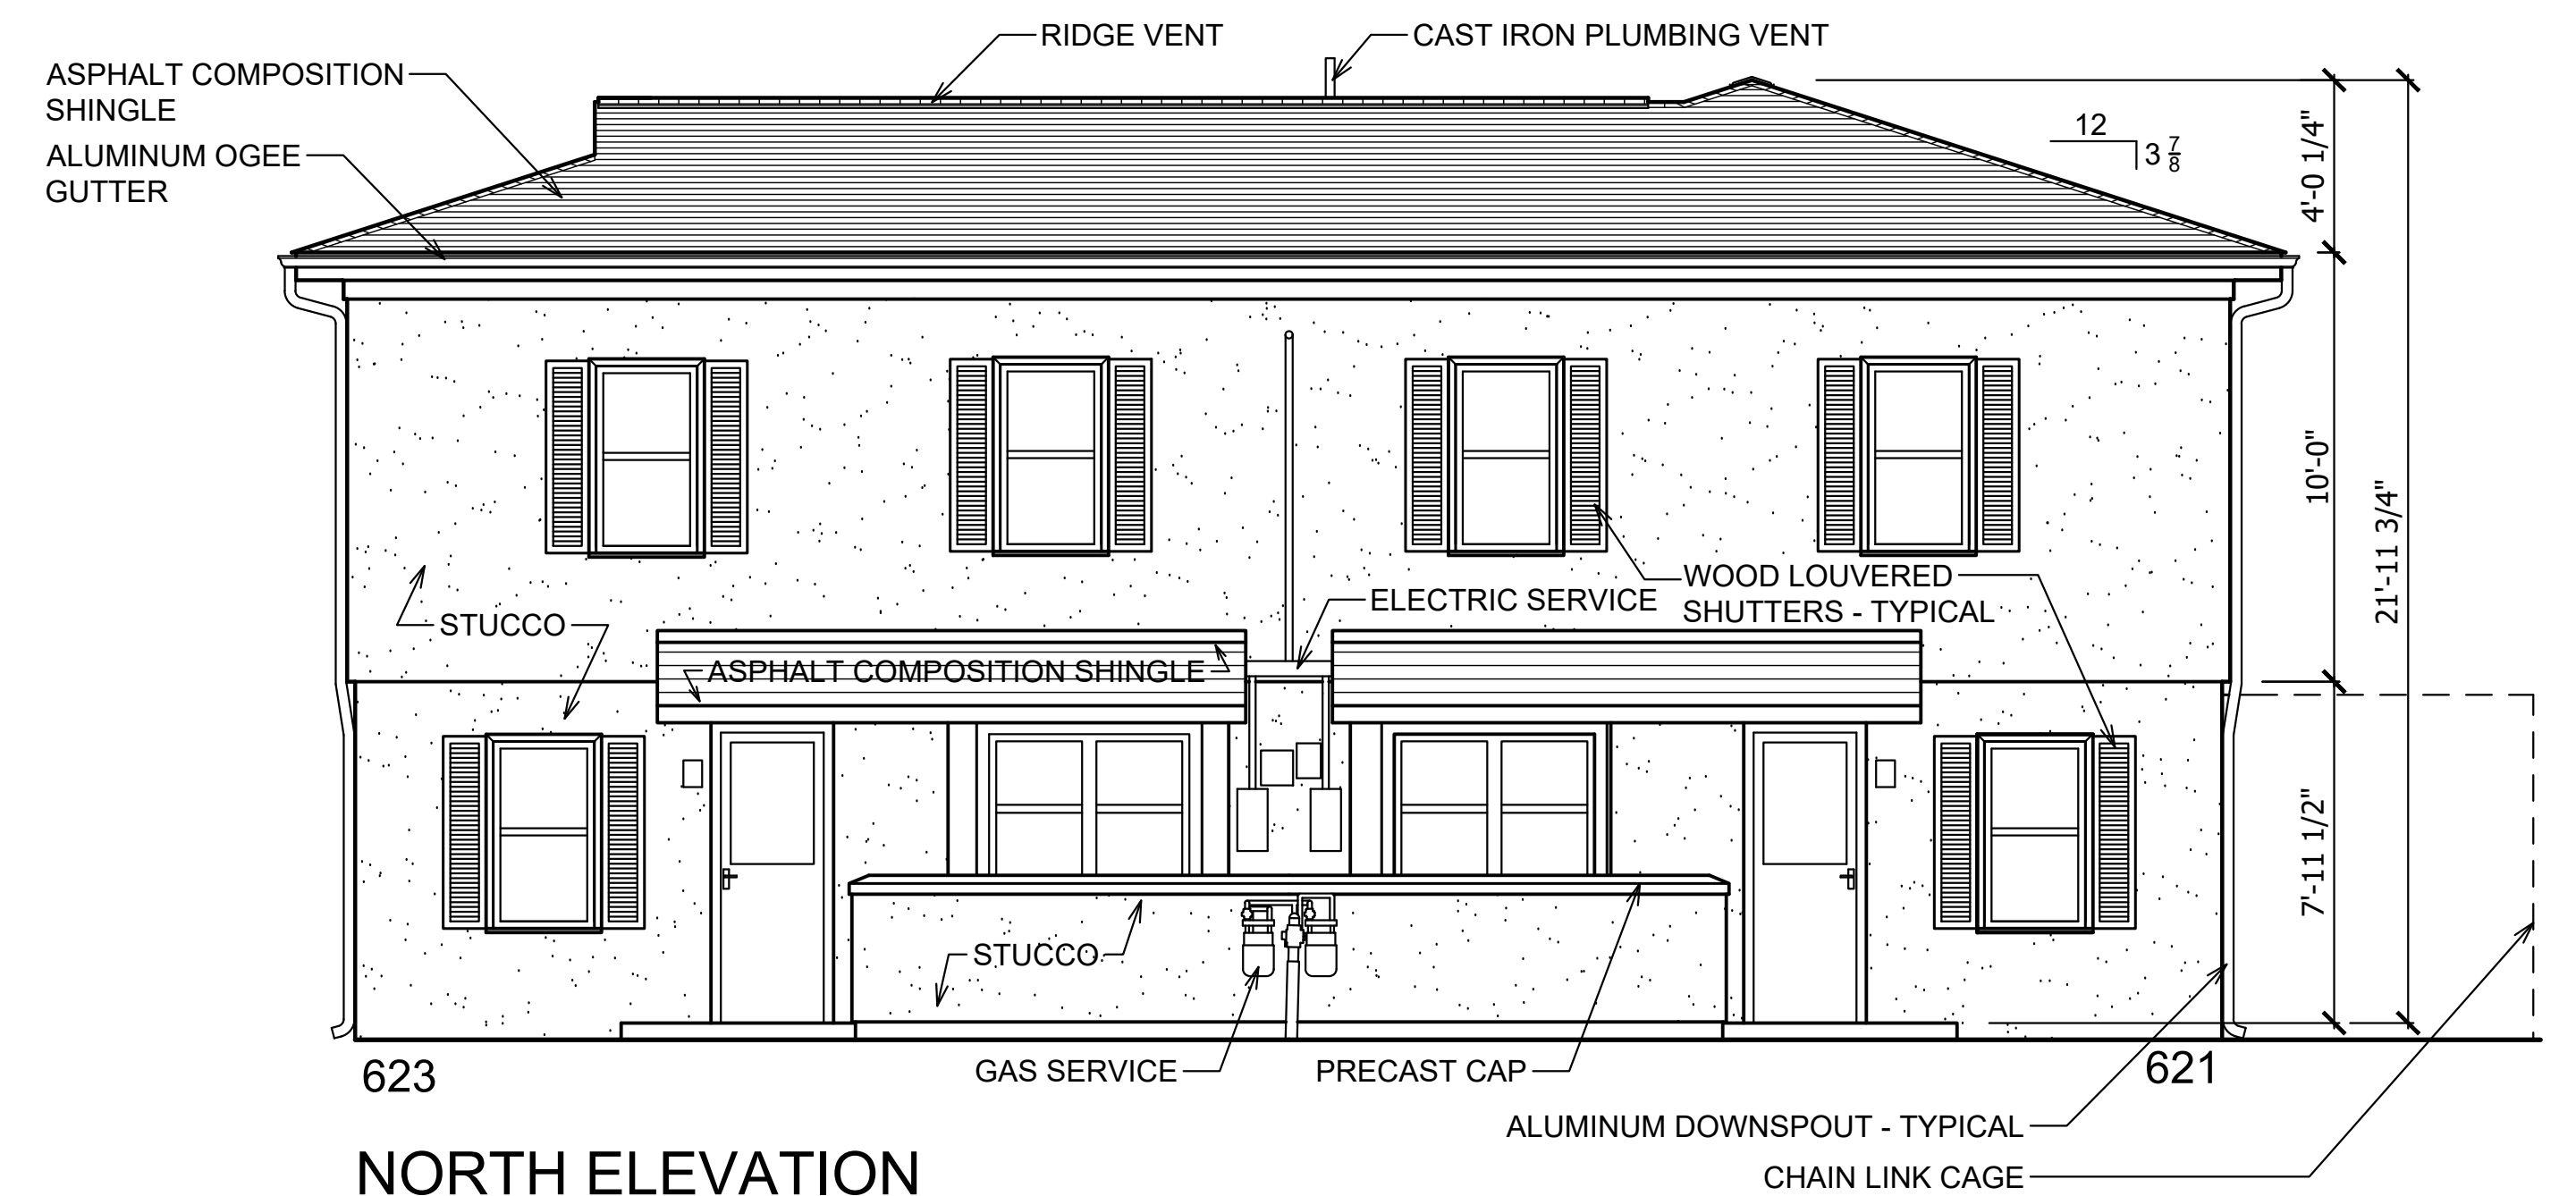 RIDGE VENT
CAST IRON PLUMBING VENT
ASPHALT COMPOSITION
SHINGLE
ALUMINUM OGEE
GUTTER
12
3 7/8
4'-0 1/4"
10'-0"
21'-11 3/4"
7'-11 1/2"
WOOD LOUVERED
SHUTTERS - TYPICAL
ELECTRIC SERVICE
STUCCO
ASPHALT COMPOSITION SHINGLE
STUCCO
GAS SERVICE
PRECAST CAP
623
621
ALUMINUM DOWNSPOUT - TYPICAL
CHAIN LINK CAGE
NORTH ELEVATION